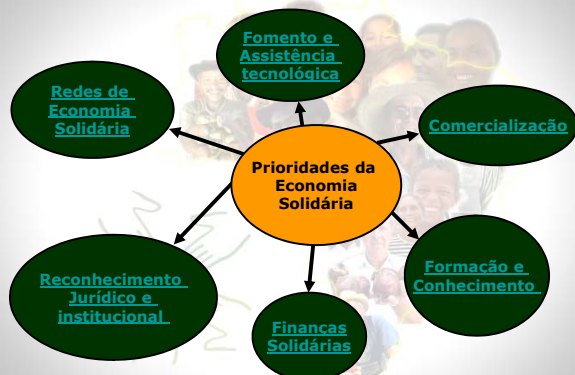 Fomento e
Assistência
tecnológica
Redes de
Economia
Solidária
Comercialização
Prioridades da
Economia
Solidária
Reconhecimento
Jurídico e
institucional
Formação e
Conhecimento
Finanças
Solidárias